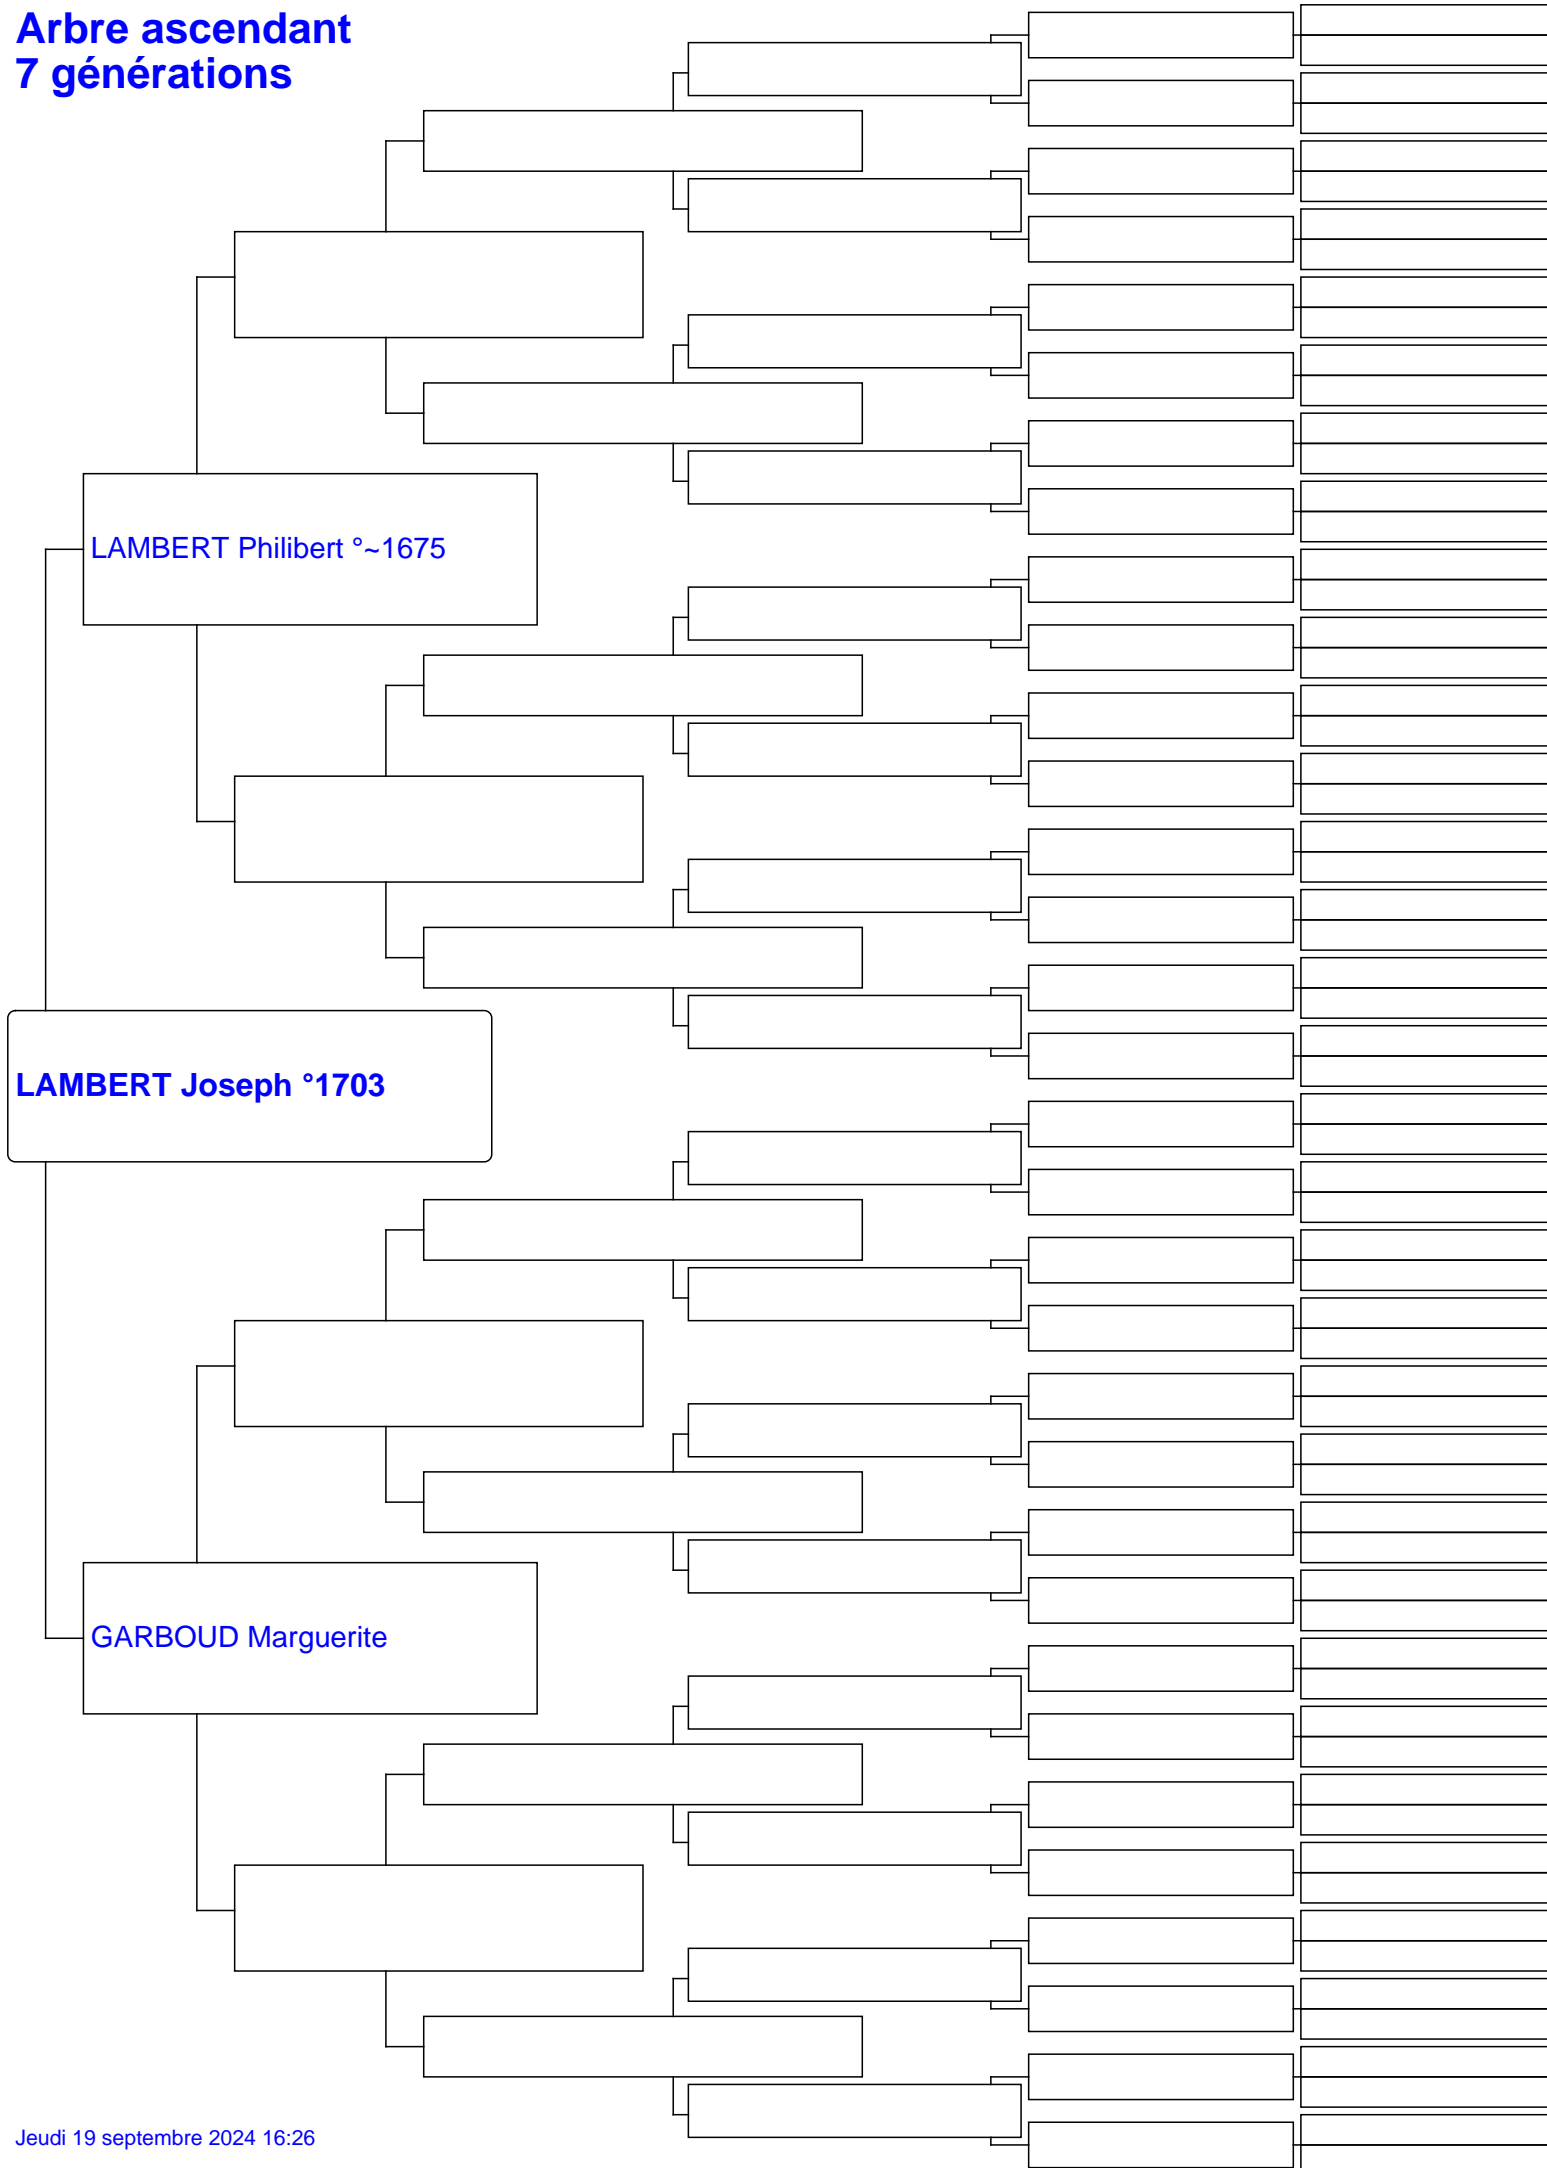 Arbre ascendant
7 générations
LAMBERT Philibert °~1675
LAMBERT Joseph °1703
GARBOUD Marguerite
Jeudi 19 septembre 2024 16:26